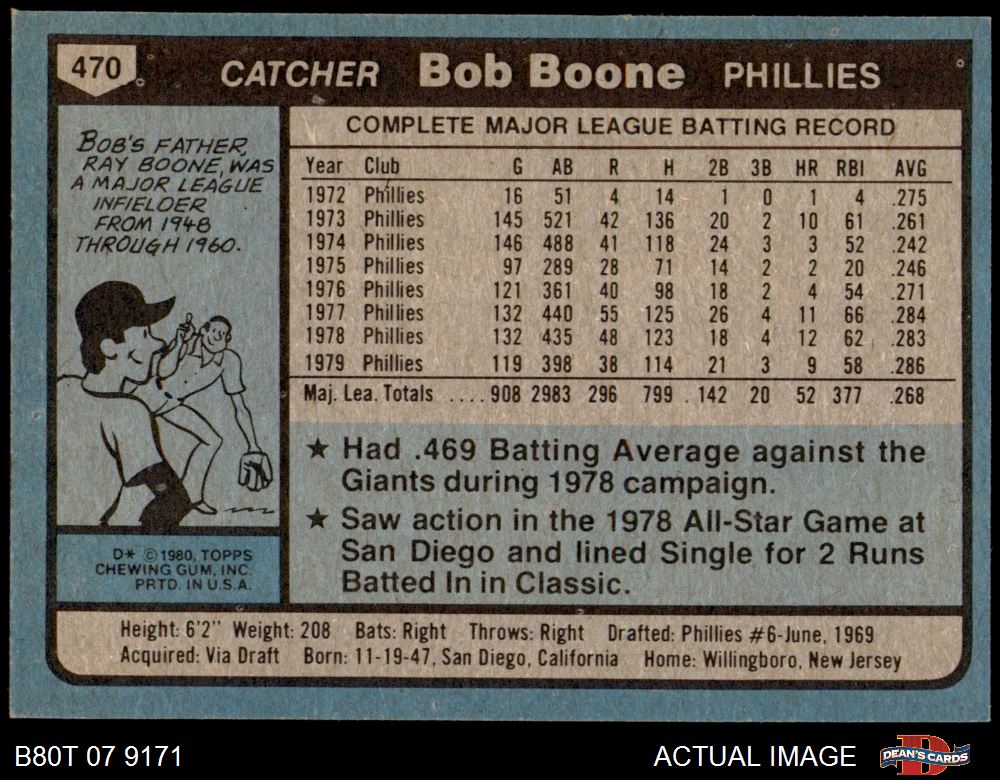 470 CATCHER Bob Boone PHILLIES
BOB'S FATHER,
RAY BOONE, WAS
A MAJOR LEAGUE
INFIELDER
FROM 1948
THROUGH 1960.
D* © 1980, TOPPS
CHEWING GUM, INC.
PRTD. IN U.S.A.
COMPLETE MAJOR LEAGUE BATTING RECORD
Year Club G AB R H 2B 3B HR RBI AVG
1972 Phillies 16 51 4 14 1 0 1 4 .275
1973 Phillies 145 521 42 136 20 2 10 61 .261
1974 Phillies 146 488 41 118 24 3 3 52 .242
1975 Phillies 97 289 28 71 14 2 2 20 .246
1976 Phillies 121 361 40 98 18 2 4 54 .271
1977 Phillies 132 440 55 125 26 4 11 66 .284
1978 Phillies 132 435 48 123 18 4 12 62 .283
1979 Phillies 119 398 38 114 21 3 9 58 .286
Maj. Lea. Totals .... 908 2983 296 799 142 20 52 377 .268
★ Had .469 Batting Average against the
Giants during 1978 campaign.
★ Saw action in the 1978 All-Star Game at
San Diego and lined Single for 2 Runs
Batted In in Classic.
Height: 6'2" Weight: 208 Bats: Right Throws: Right Drafted: Phillies #6-June, 1969
Acquired: Via Draft Born: 11-19-47, San Diego, California Home: Willingboro, New Jersey
B80T 07 9171 ACTUAL IMAGE DEAN'S CARDS